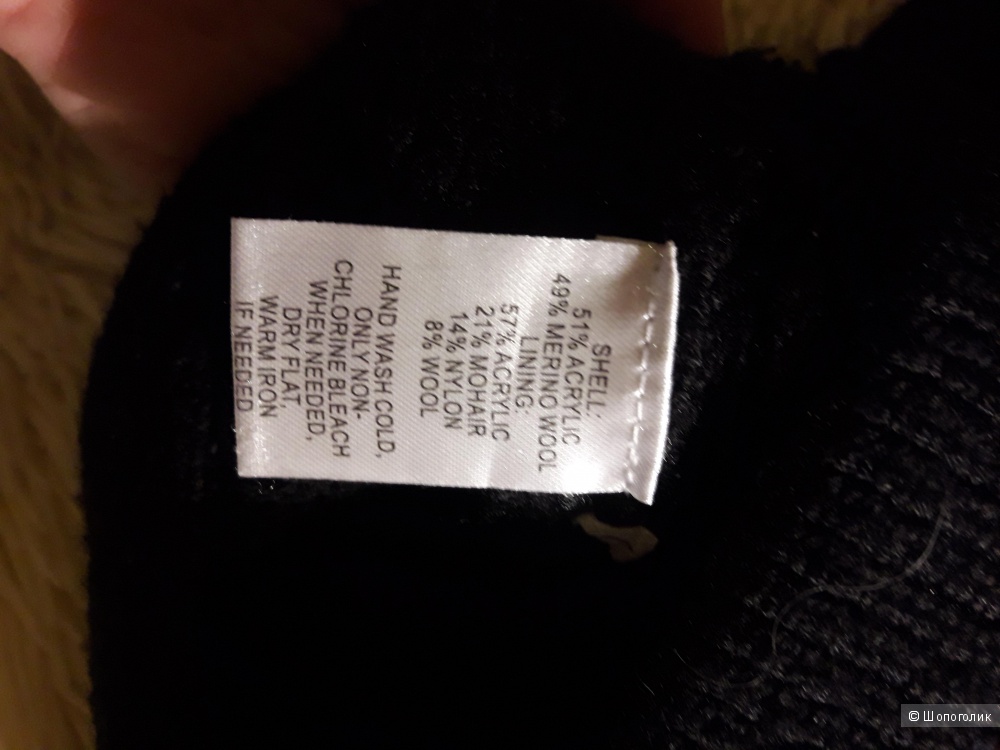 SHELL:
51% ACRYLIC
49% MERINO WOOL
LINING:
57% ACRYLIC
21% MOHAIR
14% NYLON
8% WOOL
HAND WASH COLD,
ONLY NON-
CHLORINE BLEACH
WHEN NEEDED,
DRY FLAT,
WARM IRON
IF NEEDED
© Шопоголик